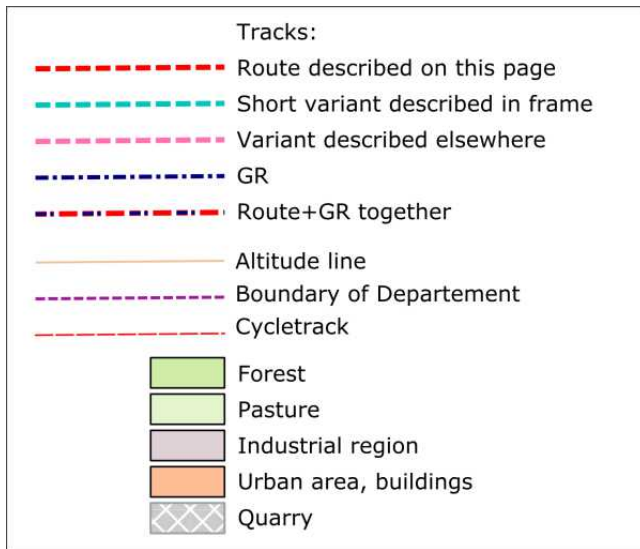 Tracks:
Route described on this page
Short variant described in frame
Variant described elsewhere
GR
Route+GR together
Altitude line
Boundary of Departement
Cycletrack
Forest
Pasture
Industrial region
Urban area, buildings
Quarry